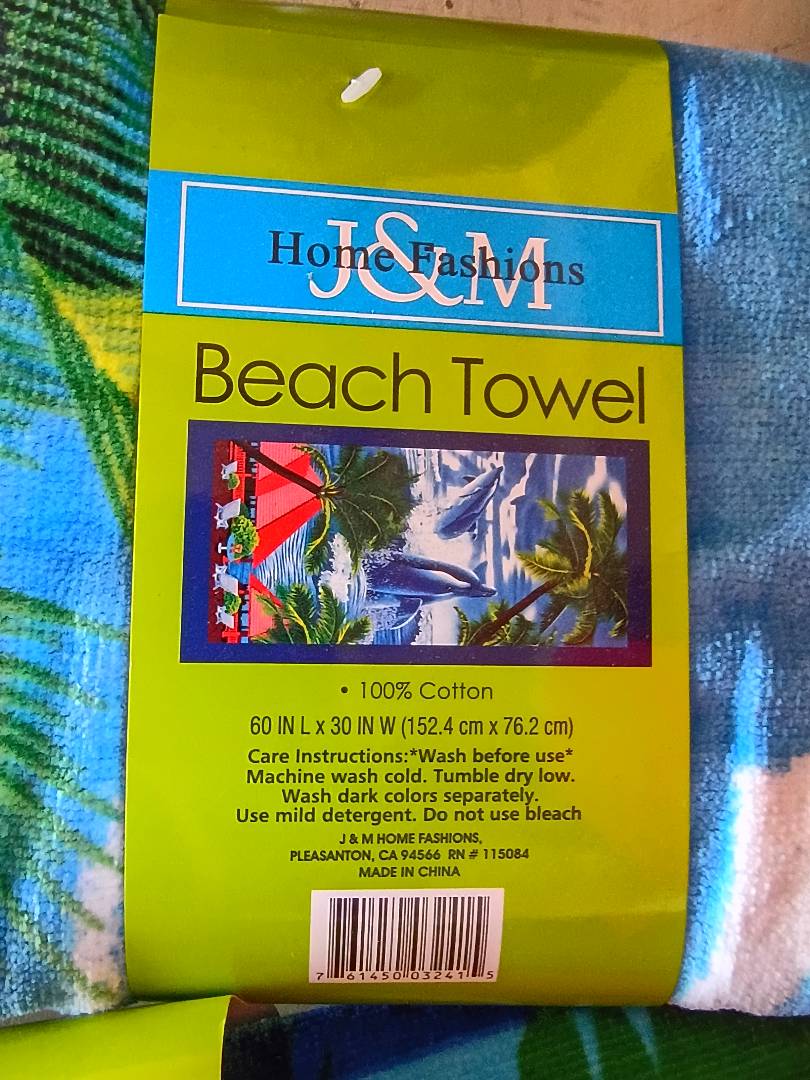 J&M
Home Fashions
Beach Towel
• 100% Cotton
60 IN L x 30 IN W (152.4 cm x 76.2 cm)
Care Instructions:*Wash before use*
Machine wash cold. Tumble dry low.
Wash dark colors separately.
Use mild detergent. Do not use bleach
J & M HOME FASHIONS,
PLEASANTON, CA 94566 RN # 115084
MADE IN CHINA
7 61450 03241 5